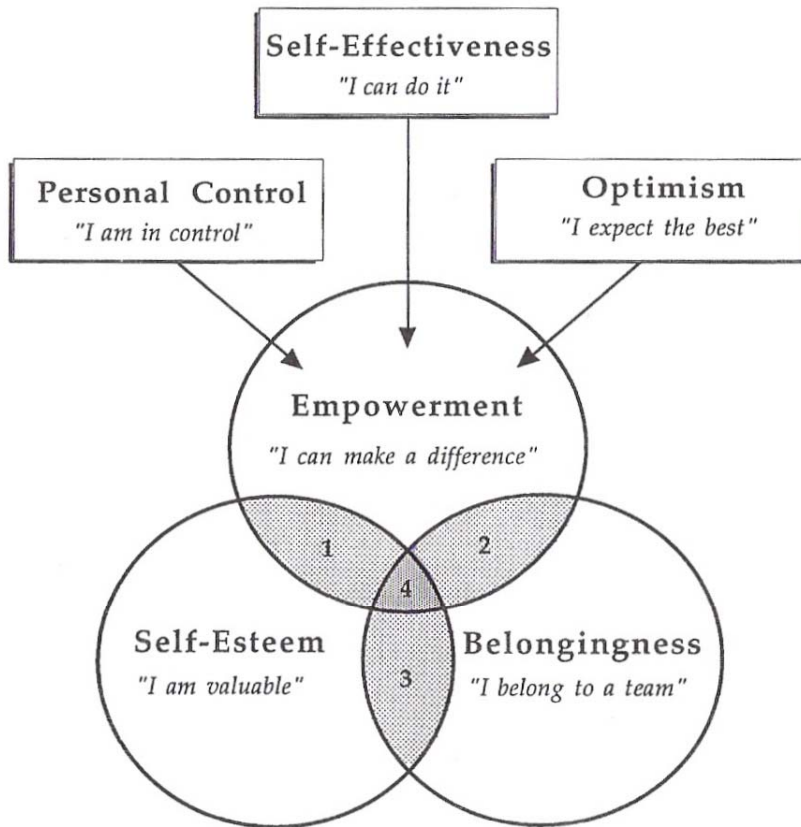 Self-Effectiveness
"I can do it"
Personal Control
"I am in control"
Optimism
"I expect the best"
Empowerment
"I can make a difference"
1
2
4
Self-Esteem
"I am valuable"
3
Belongingness
"I belong to a team"